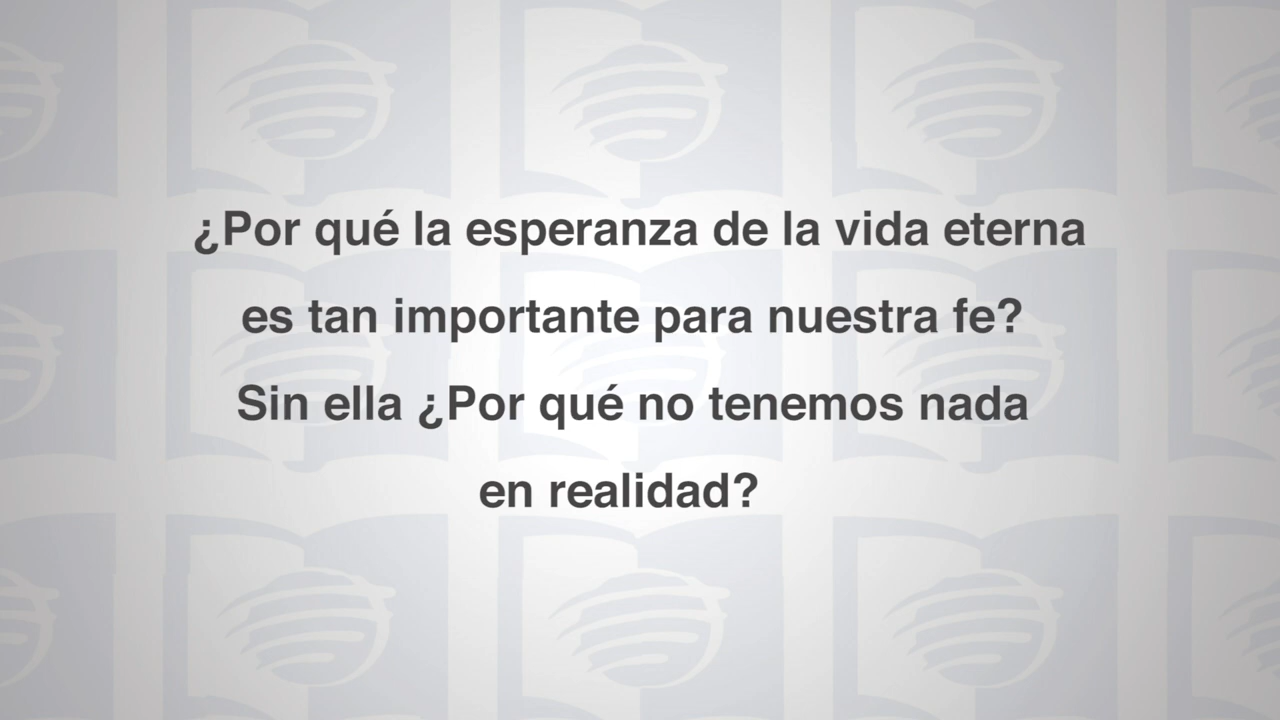 ¿Por qué la esperanza de la vida eterna
es tan importante para nuestra fe?
Sin ella ¿Por qué no tenemos nada
en realidad?